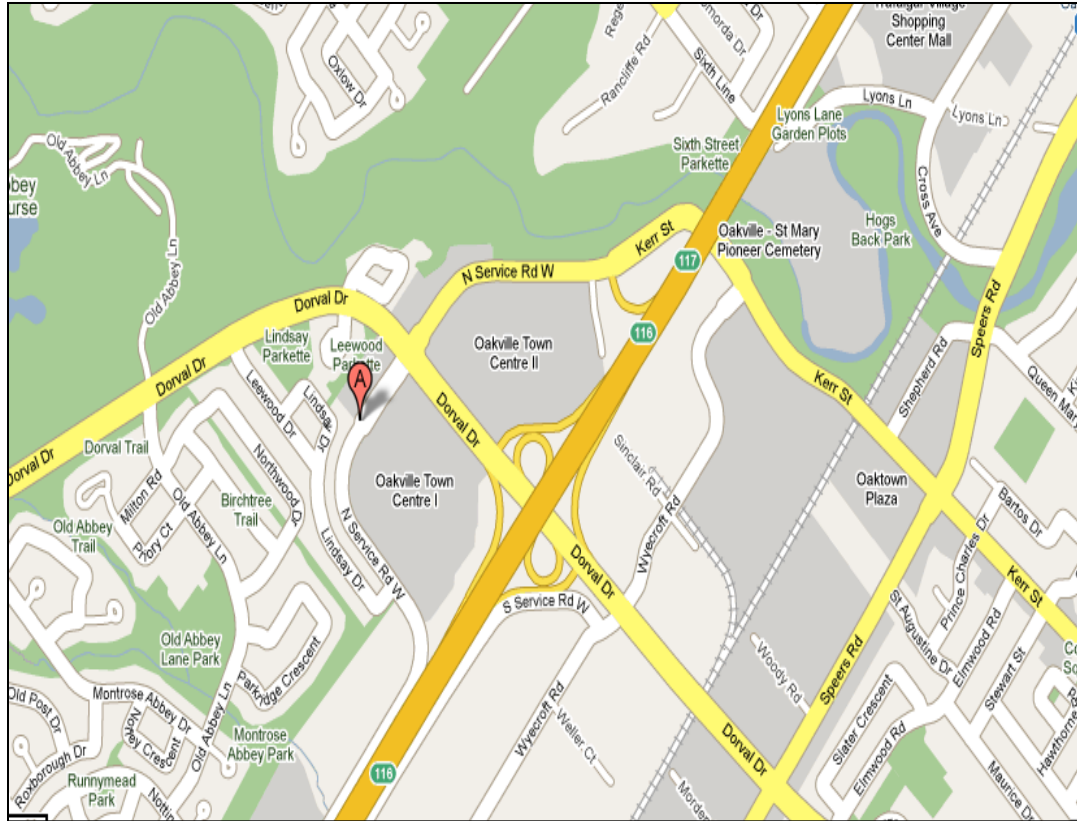 Trafalgar Village
Shopping
Center Mall
Oxlow Dr
Rancliffe Rd
Sixth Line
Lyons Ln
Lyons Ln
Lyons Lane
Garden Plots
Sixth Street
Parkette
Old Abbey Ln
Cross Ave
Hogs
Back Park
Oakville - St Mary
Pioneer Cemetery
Kerr St
N Service Rd W
117
116
Old Abbey Ln
Dorval Dr
Lindsay
Parkette
Leewood
Parkette
A
Oakville Town
Centre II
Speers Rd
Shepherd Rd
Queen Mary
Kerr St
Dorval Dr
Leewood Dr
Lindsay Dr
Dorval Dr
Dorval Dr
Dorval Trail
Northwood Dr
Milton Rd
Birchtree
Trail
Oakville Town
Centre I
Sinclair Rd
Wyecroft Rd
Oaktown
Plaza
Bartos Dr
Prince Charles Dr
Old Abbey
Trail
Old Abbey Ln
N Service Rd W
Lindsay Dr
Dorval Dr
S Service Rd W
Kerr St
St Augustine Dr
Elmwood Rd
Stewart St
Old Abbey
Lane Park
Parkridge Crescent
Woody Rd
Speers Rd
Old Post Dr
Montrose Abbey Dr
Old Abbey Ln
Montrose
Abbey Park
Wyecroft Rd
Weller Ct
Dorval Dr
Slater Crescent
Elmwood Rd
Hawthorne
Maurice Dr
Roxborough Dr
Runnymead
Park
116